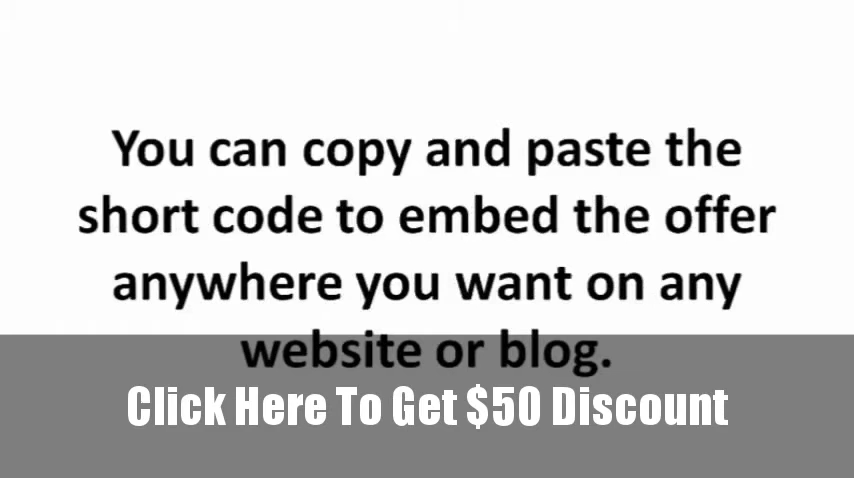 You can copy and paste the
short code to embed the offer
anywhere you want on any
website or blog.
Click Here To Get $50 Discount